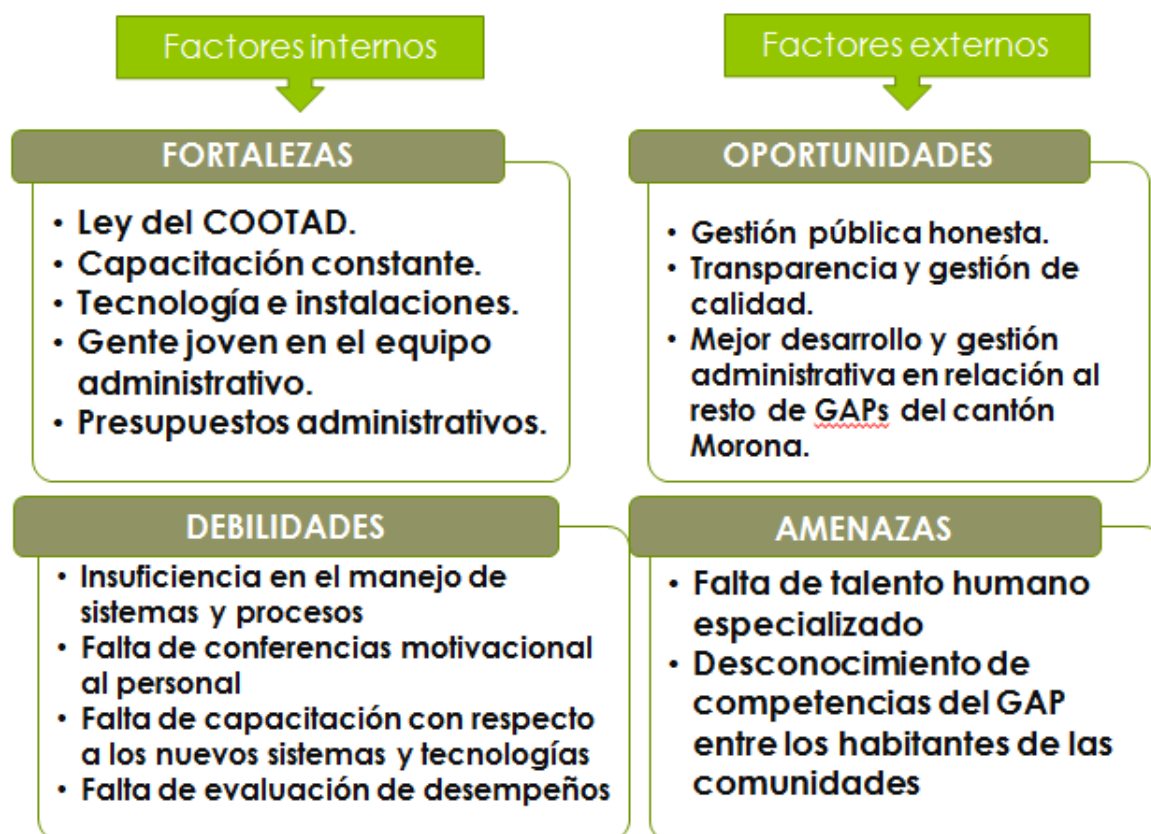 Factores internos
Factores externos
FORTALEZAS
• Ley del COOTAD.
• Capacitación constante.
• Tecnología e instalaciones.
• Gente joven en el equipo
administrativo.
• Presupuestos administrativos.
OPORTUNIDADES
• Gestión pública honesta.
• Transparencia y gestión de
calidad.
• Mejor desarrollo y gestión
administrativa en relación al
resto de GAPs del cantón
Morona.
DEBILIDADES
• Insuficiencia en el manejo de
sistemas y procesos
• Falta de conferencias motivacional
al personal
• Falta de capacitación con respecto
a los nuevos sistemas y tecnologías
• Falta de evaluación de desempeños
AMENAZAS
• Falta de talento humano
especializado
• Desconocimiento de
competencias del GAP
entre los habitantes de las
comunidades